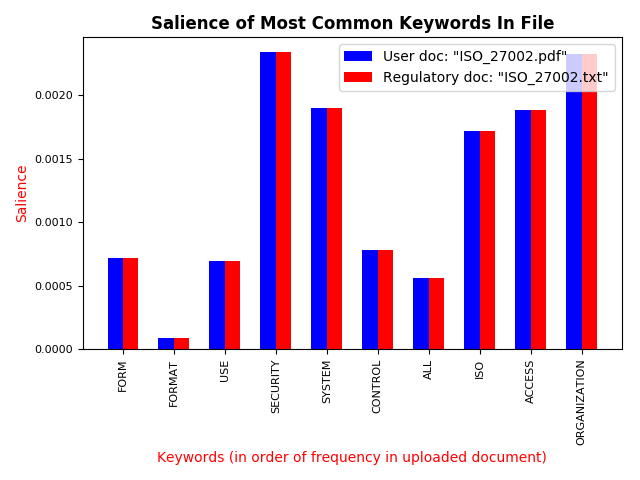 Salience of Most Common Keywords In File
User doc: "ISO_27002.pdf"
Regulatory doc: "ISO_27002.txt"
Salience
0.0020
0.0015
0.0010
0.0005
0.0000
FORM
FORMAT
USE
SECURITY
SYSTEM
CONTROL
ALL
ISO
ACCESS
ORGANIZATION
Keywords (in order of frequency in uploaded document)